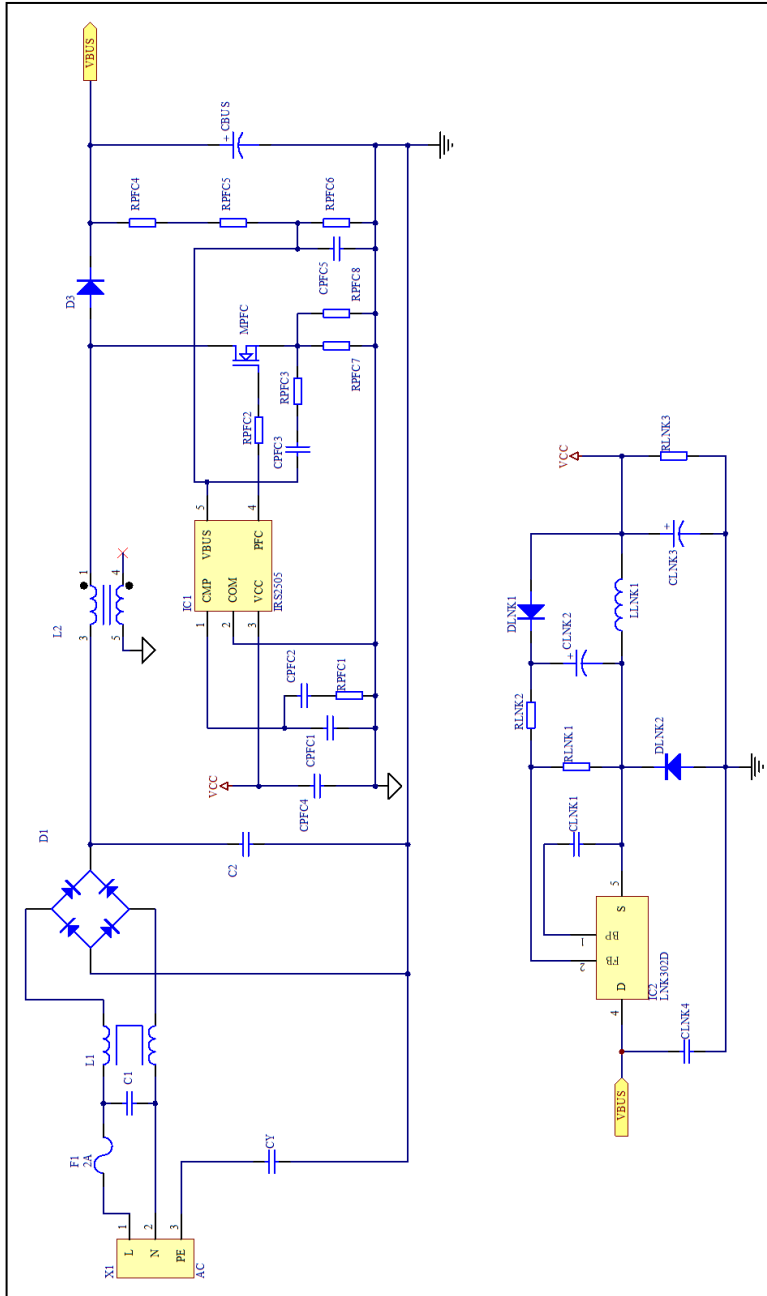 X1
L
N
PE
AC
1
2
3
F1
2A
C1
L1
CY
D1
C2
L2
3
1
5
4
D3
VBUS
VCC
CPFC4
CPFC1
CPFC2
RPFC1
IC1
1
2
3
CMP
COM
VCC
VBUS
PFC
5
4
IRS2505
CPFC3
RPFC2
RPFC3
MPFC
RPFC7
RPFC8
CPFC5
RPFC4
RPFC5
RPFC6
+
CBUS
VBUS
CLNK4
4
D
FB
BP
S
2
1
5
IC2
LNK302D
CLNK1
RLNK1
RLNK2
DLNK2
DLNK1
+
CLNK2
LLNK1
+
CLNK3
VCC
RLNK3